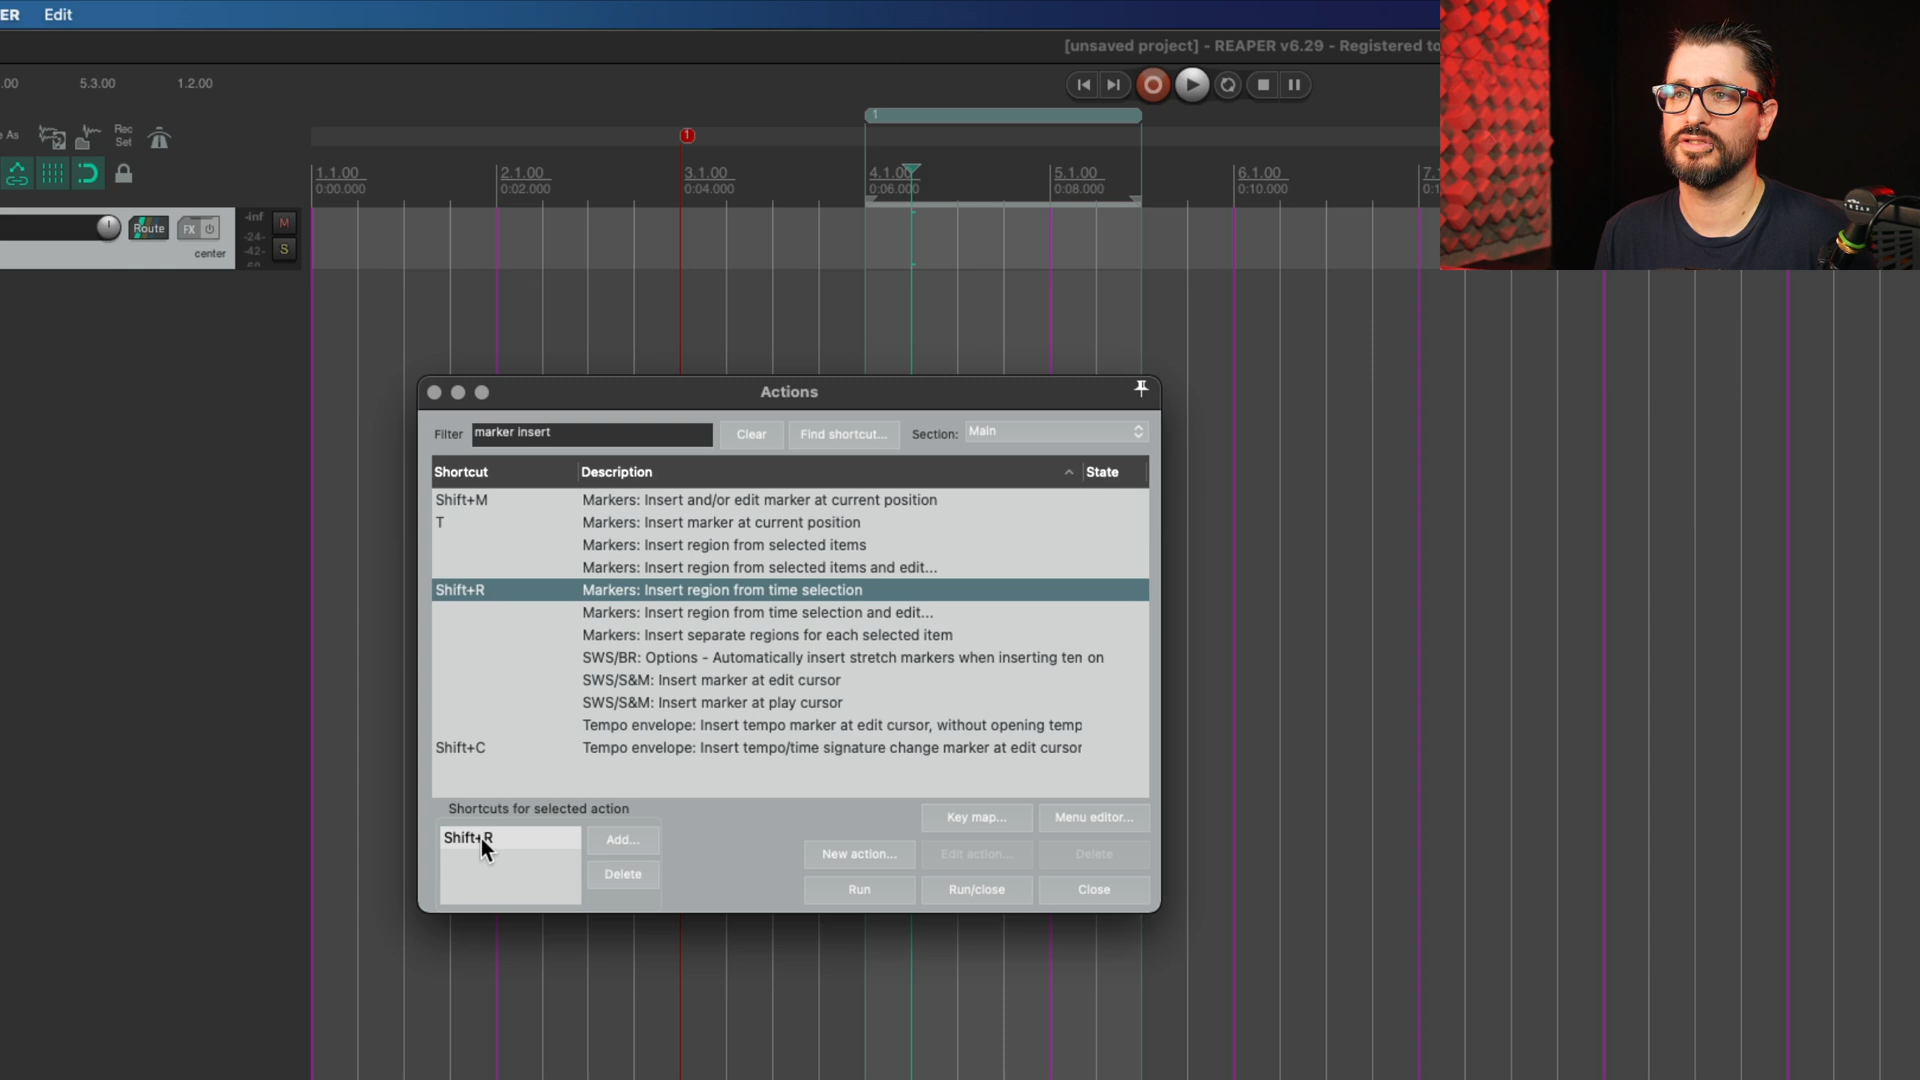 ER Edit
[unsaved project] - REAPER v6.29 - Registered to
.00 5.3.00 1.2.00
1
e As Rec Set
1
1.1.00 2.1.00 3.1.00 4.1.00 5.1.00 6.1.00 7.
0:00.000 0:02.000 0:04.000 0:06.000 0:08.000 0:10.000 0:1
Route FX -inf M
-24-
center -42- S
Actions
Filter marker insert Clear Find shortcut... Section: Main
Shortcut Description State
Shift+M Markers: Insert and/or edit marker at current position
T Markers: Insert marker at current position
Markers: Insert region from selected items
Markers: Insert region from selected items and edit...
Shift+R Markers: Insert region from time selection
Markers: Insert region from time selection and edit...
Markers: Insert separate regions for each selected item
SWS/BR: Options - Automatically insert stretch markers when inserting ten on
SWS/S&M: Insert marker at edit cursor
SWS/S&M: Insert marker at play cursor
Tempo envelope: Insert tempo marker at edit cursor, without opening temp
Shift+C Tempo envelope: Insert tempo/time signature change marker at edit cursor
Shortcuts for selected action
Shift+R Add... Key map... Menu editor...
Delete New action... Edit action... Delete
Run Run/close Close